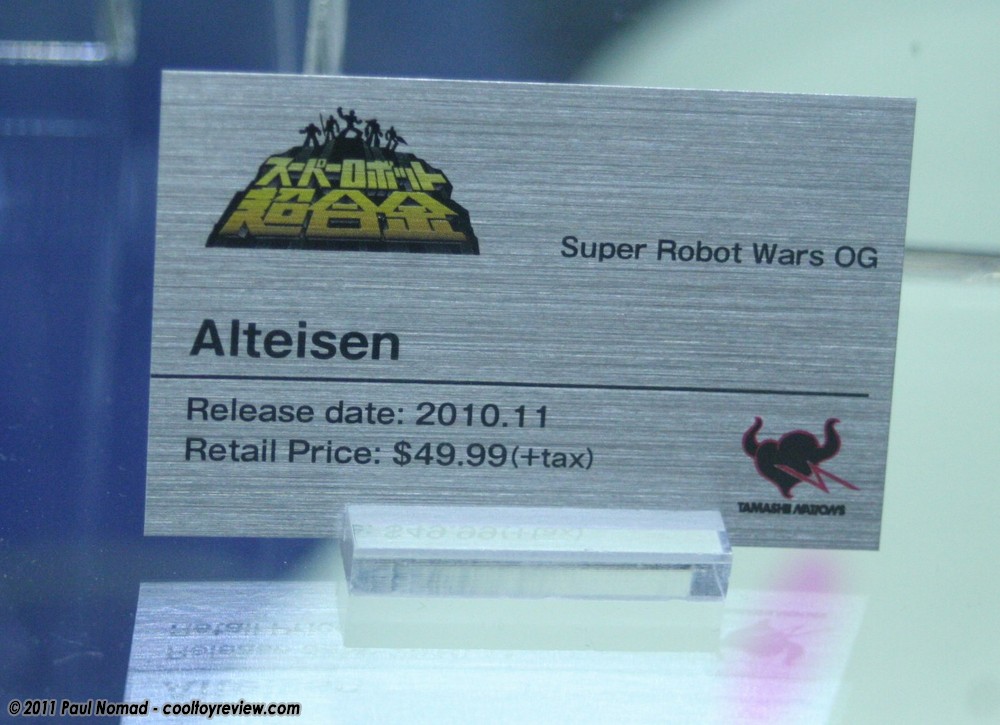 スーパーロボット
超合金
Super Robot Wars OG
Alteisen
Release date: 2010.11
Retail Price: $49.99(+tax)
TAMASHII NATIONS
© 2011 Paul Nomad - cooltoyreview.com